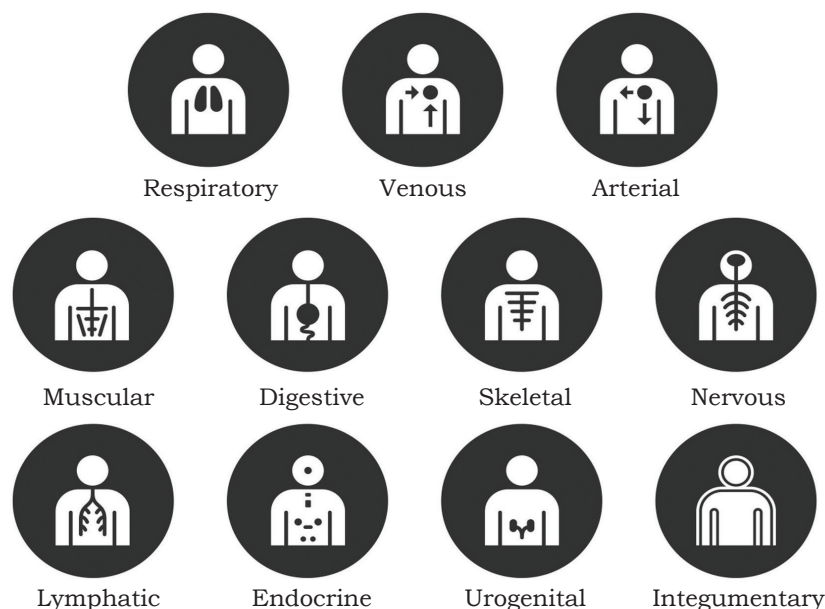 Respiratory Venous Arterial
Muscular Digestive Skeletal Nervous
Lymphatic Endocrine Urogenital Integumentary